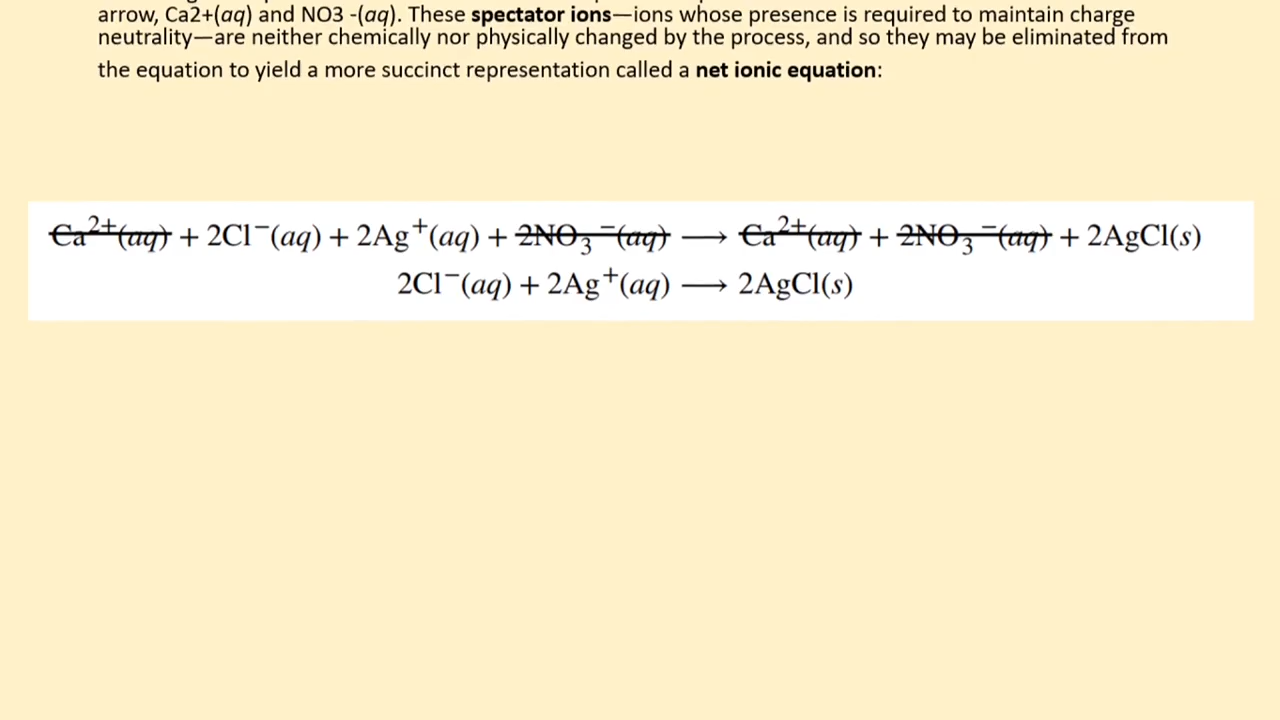 arrow, Ca2+(aq) and NO3 -(aq). These spectator ions—ions whose presence is required to maintain charge
neutrality—are neither chemically nor physically changed by the process, and so they may be eliminated from
the equation to yield a more succinct representation called a net ionic equation:
Ca²⁺(aq) + 2Cl⁻(aq) + 2Ag⁺(aq) + 2NO₃⁻(aq) ⟶ Ca²⁺(aq) + 2NO₃⁻(aq) + 2AgCl(s)
2Cl⁻(aq) + 2Ag⁺(aq) ⟶ 2AgCl(s)